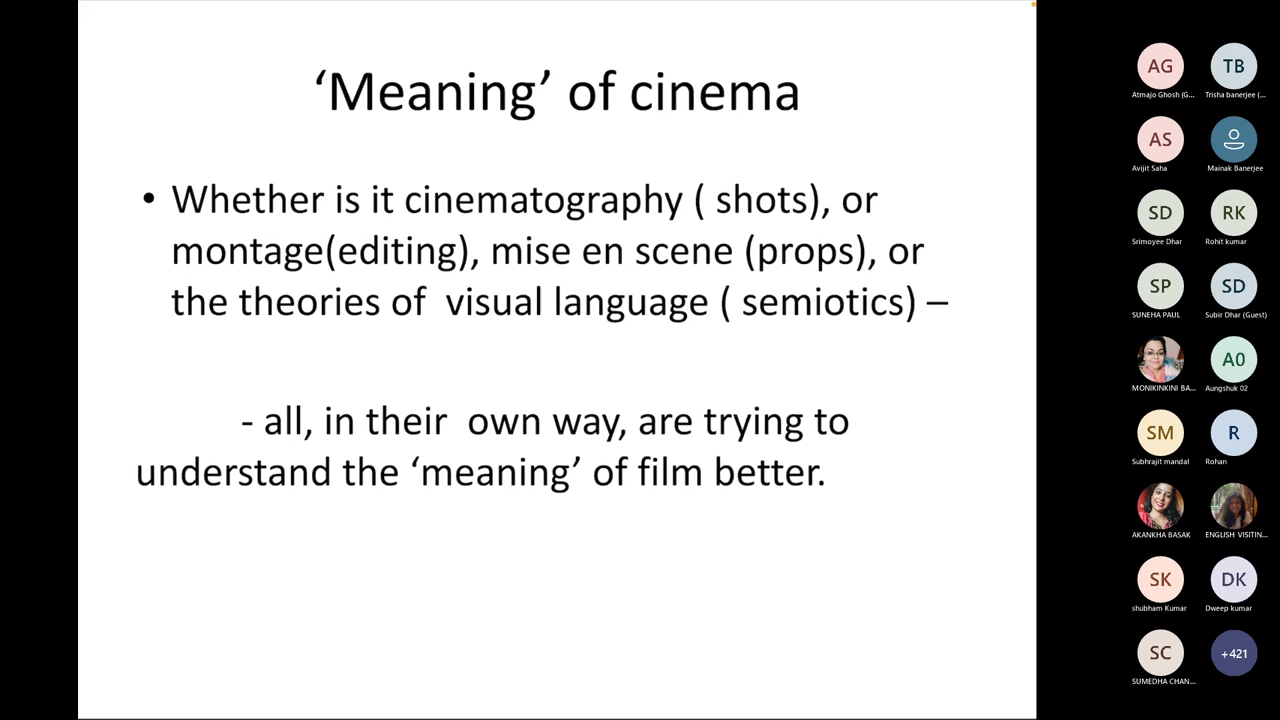 ‘Meaning’ of cinema
• Whether is it cinematography ( shots), or
montage(editing), mise en scene (props), or
the theories of  visual language ( semiotics) –
- all, in their  own way, are trying to
understand the ‘meaning’ of film better.
AG TB
Atmajo Ghosh (G... Trisha banerjee (...
AS
Avijit Saha Mainak Banerjee
SD RK
Srimoyee Dhar Rohit kumar
SP SD
SUNEHA PAUL Subir Dhar (Guest)
A0
MONIKINKINI BA... Aungshuk 02
SM R
Subhrajit mandal Rohan
AKANKHA BASAK ENGLISH VISITIN...
SK DK
shubham Kumar Dweep kumar
SC +421
SUMEDHA CHAN...